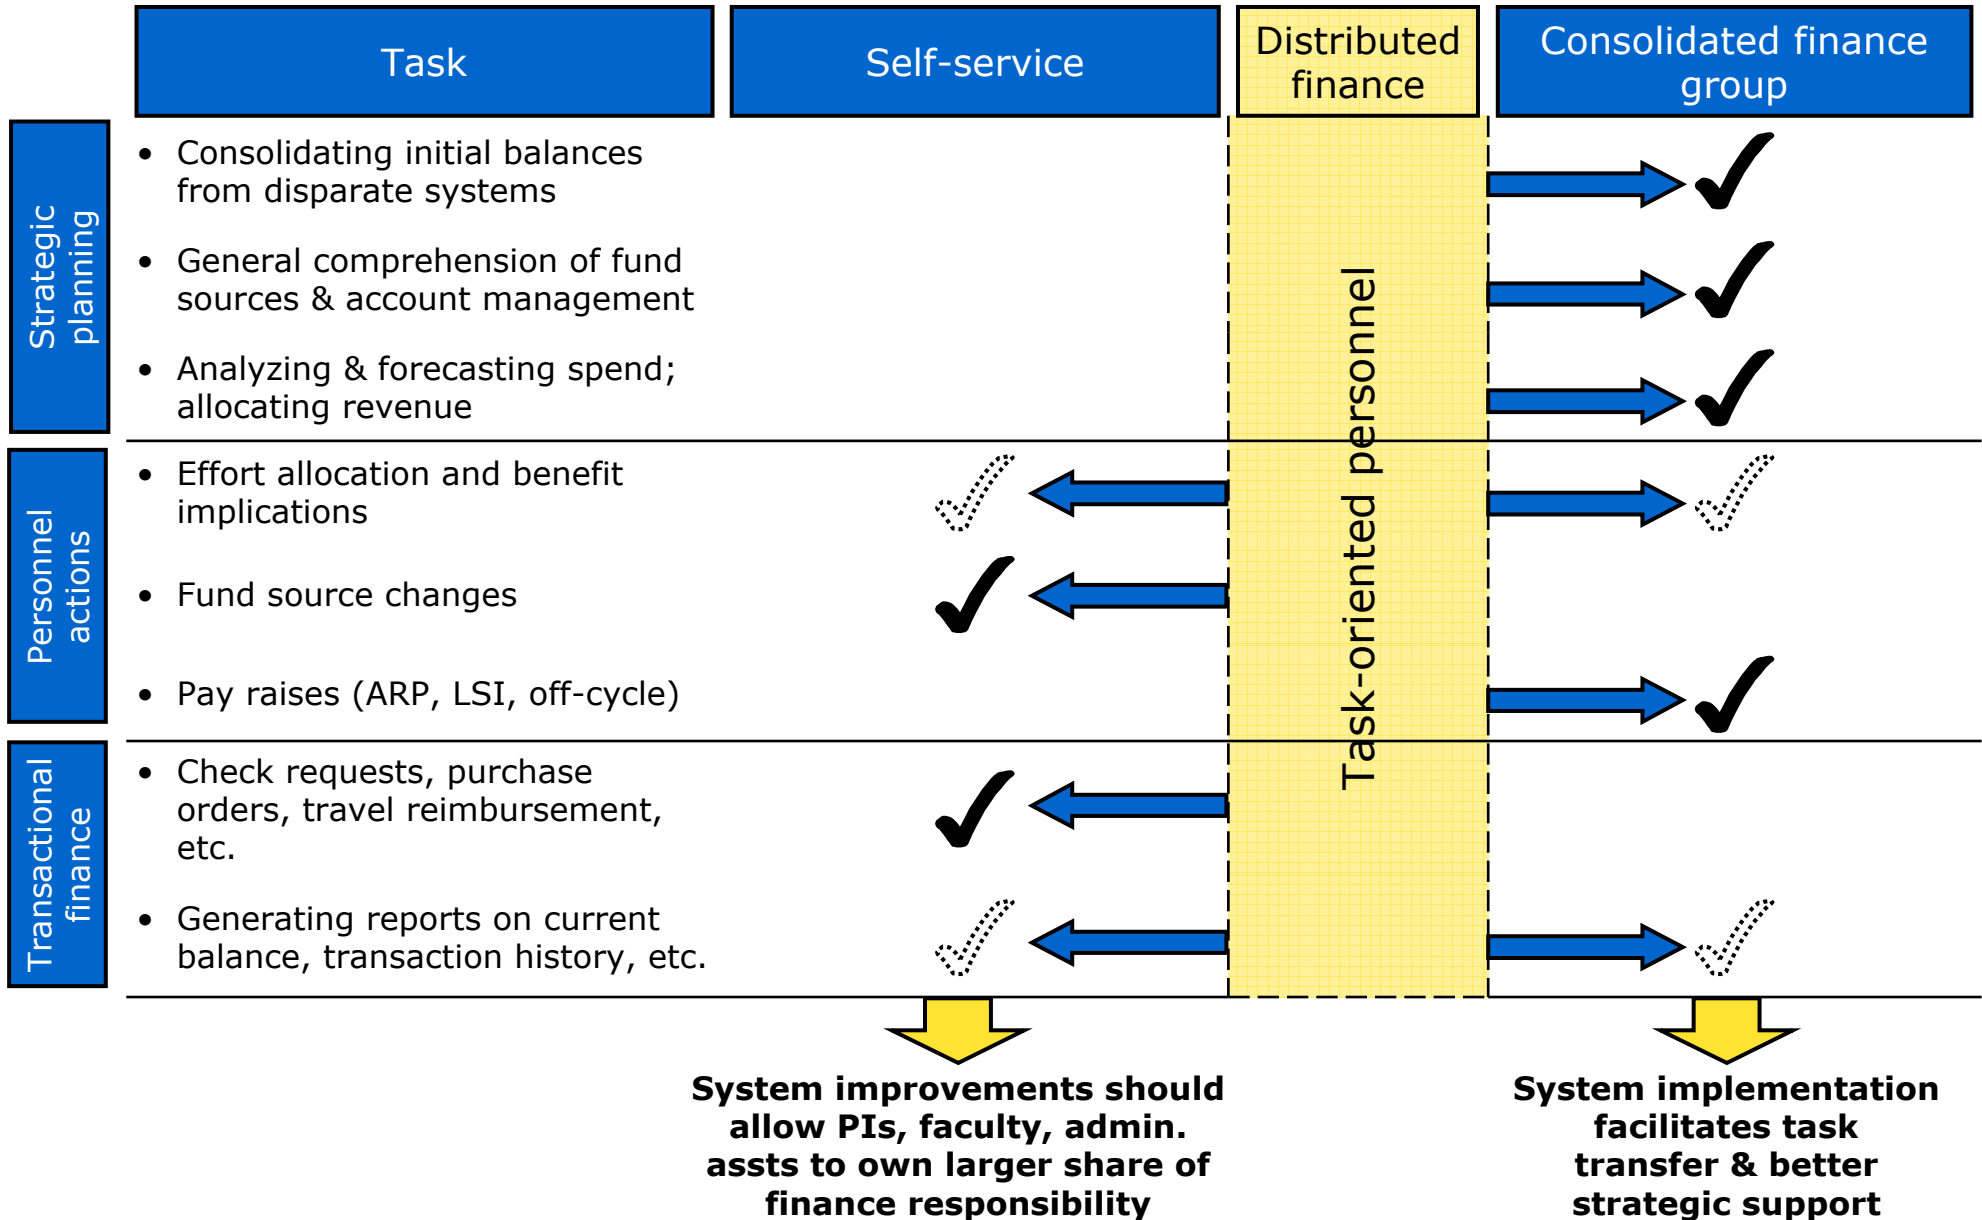 Task
Self-service
Distributed
finance
Consolidated finance
group
Strategic
planning
• Consolidating initial balances
from disparate systems
• General comprehension of fund
sources & account management
• Analyzing & forecasting spend;
allocating revenue
Task-oriented personnel
Personnel
actions
• Effort allocation and benefit
implications
• Fund source changes
• Pay raises (ARP, LSI, off-cycle)
Transactional
finance
• Check requests, purchase
orders, travel reimbursement,
etc.
• Generating reports on current
balance, transaction history, etc.
System improvements should
allow PIs, faculty, admin.
assts to own larger share of
finance responsibility
System implementation
facilitates task
transfer & better
strategic support